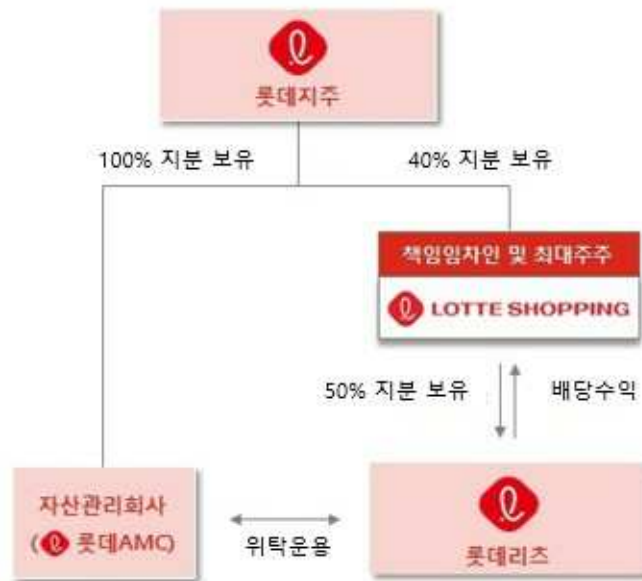 롯데지주
100% 지분 보유
40% 지분 보유
책임임차인 및 최대주주
LOTTE SHOPPING
50% 지분 보유
배당수익
자산관리회사
(롯데AMC)
위탁운용
롯데리츠